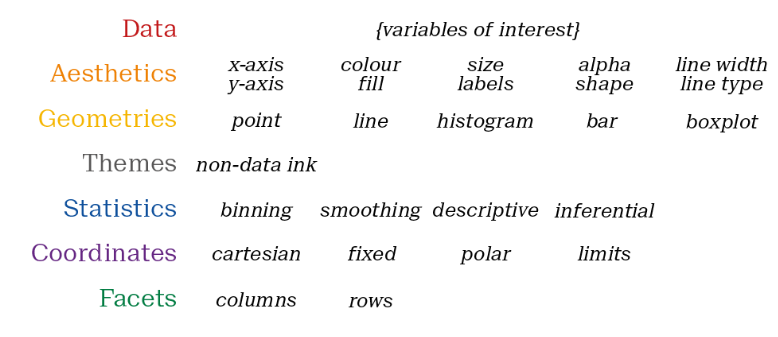 Data {variables of interest}
Aesthetics x-axis colour size alpha line width
y-axis fill labels shape line type
Geometries point line histogram bar boxplot
Themes non-data ink
Statistics binning smoothing descriptive inferential
Coordinates cartesian fixed polar limits
Facets columns rows